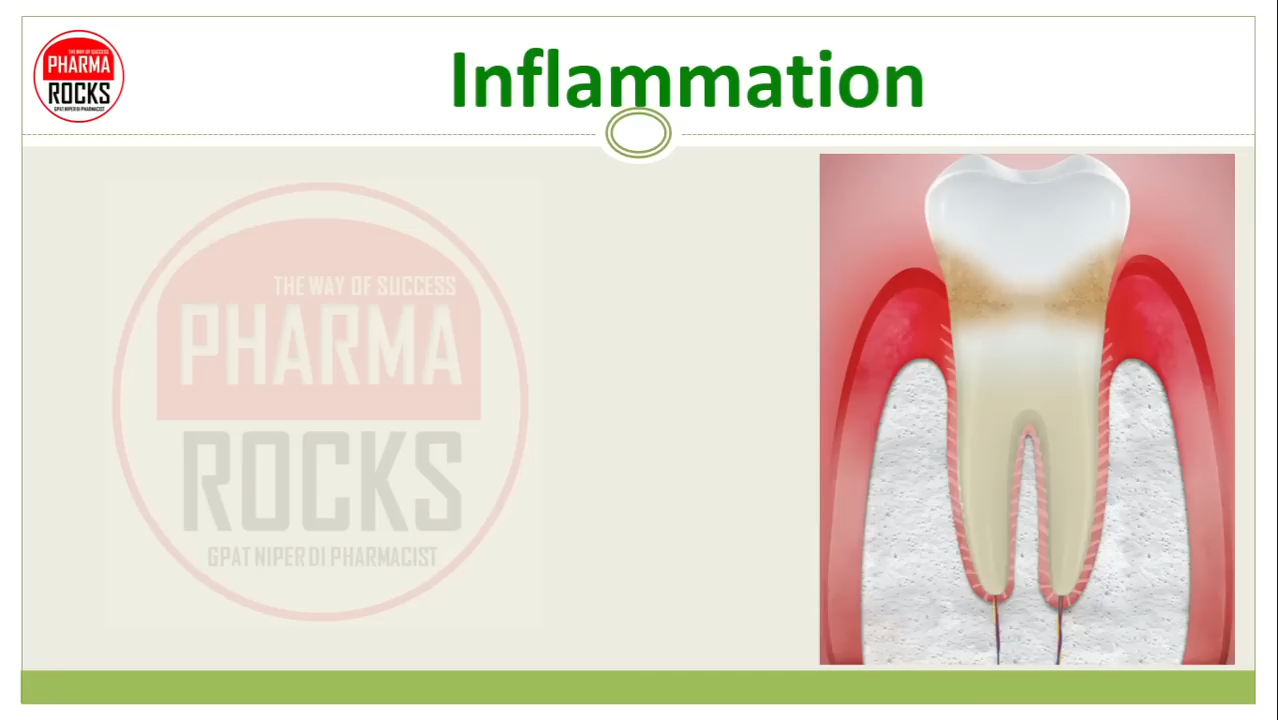 THE WAY OF SUCCESS
PHARMA
ROCKS
GPAT NIPER DI PHARMACIST
Inflammation
THE WAY OF SUCCESS
PHARMA
ROCKS
GPAT NIPER DI PHARMACIST